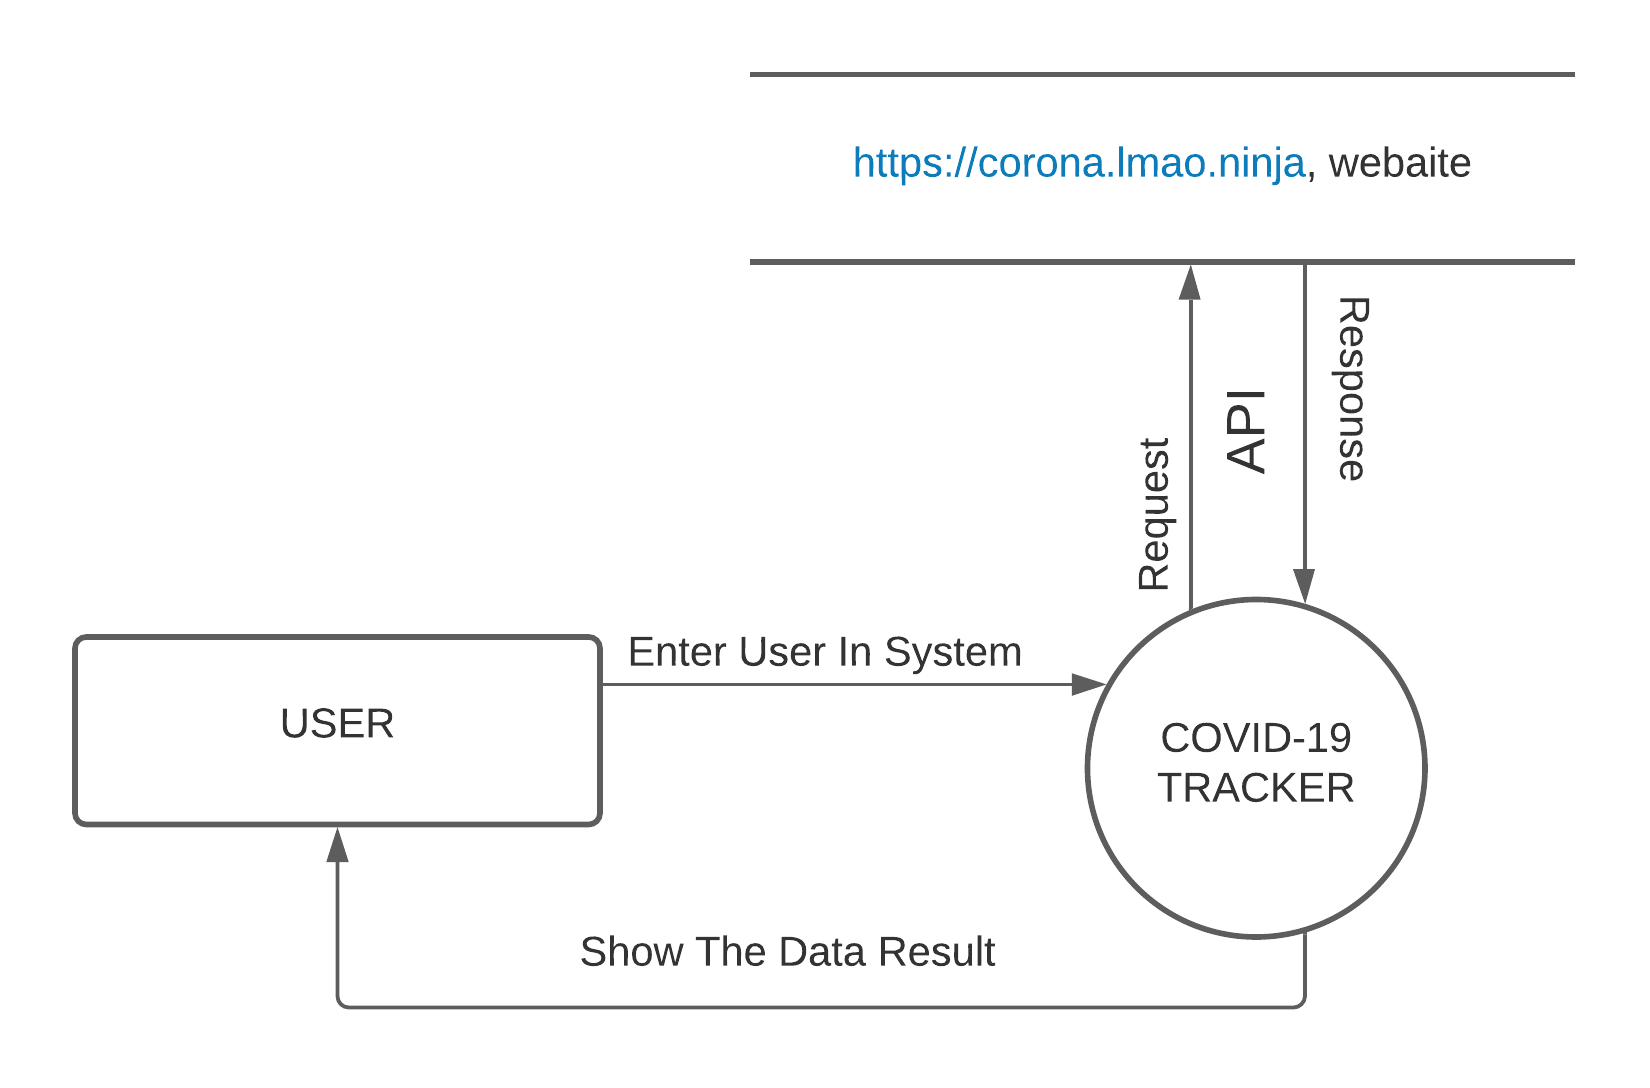 https://corona.lmao.ninja, webaite
Response
API
Request
Enter User In System
USER
COVID-19
TRACKER
Show The Data Result